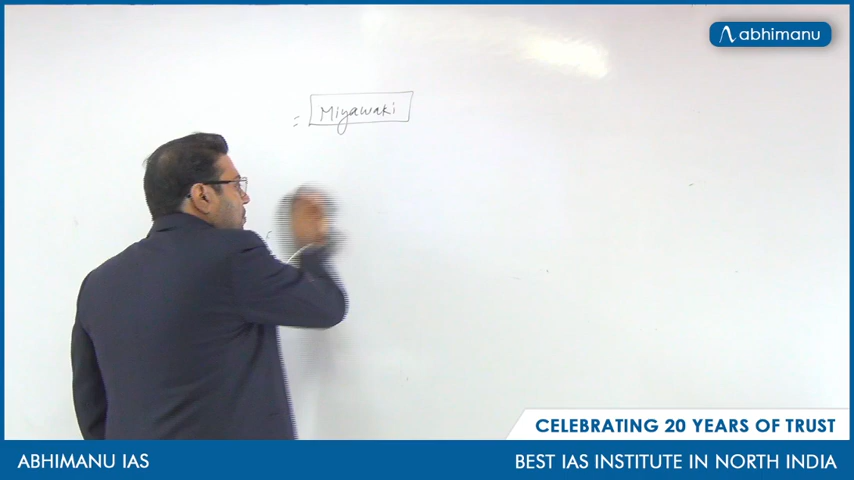 abhimanu
= Miyawaki
CELEBRATING 20 YEARS OF TRUST
ABHIMANU IAS
BEST IAS INSTITUTE IN NORTH INDIA